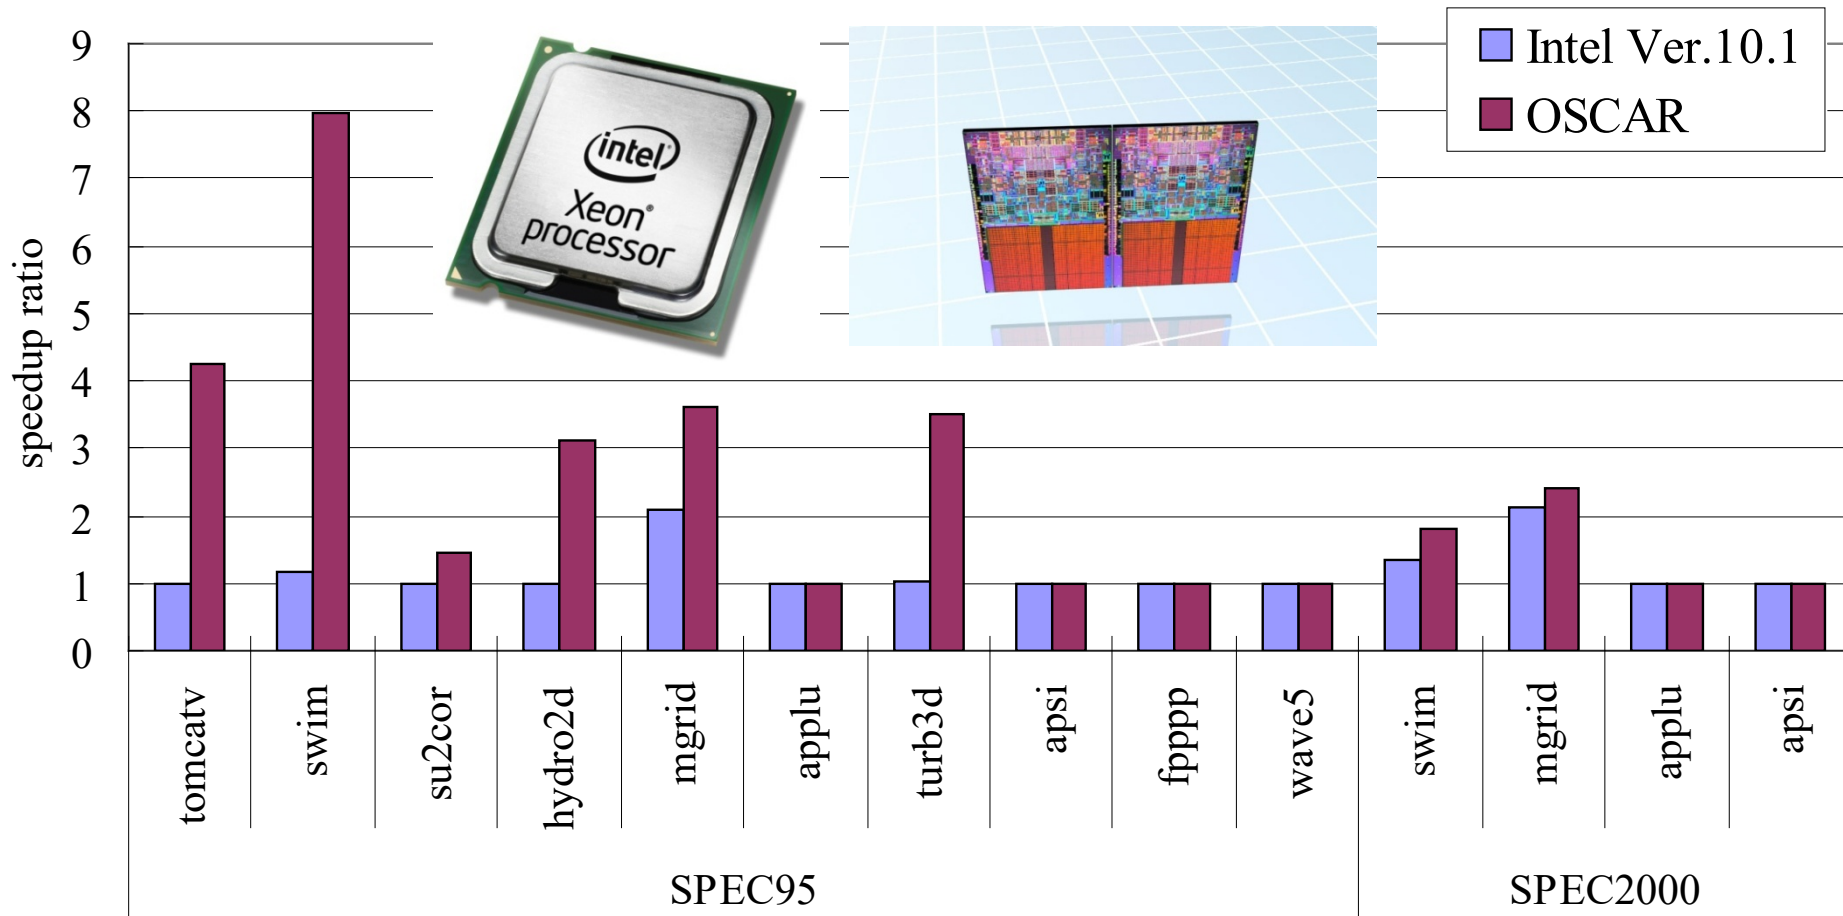 Intel Ver.10.1
OSCAR
9
8
7
6
5
4
3
2
1
0
speedup ratio
intel
Xeon®
processor
tomcatv
swim
su2cor
hydro2d
mgrid
applu
turb3d
apsi
fpppp
wave5
swim
mgrid
applu
apsi
SPEC95
SPEC2000